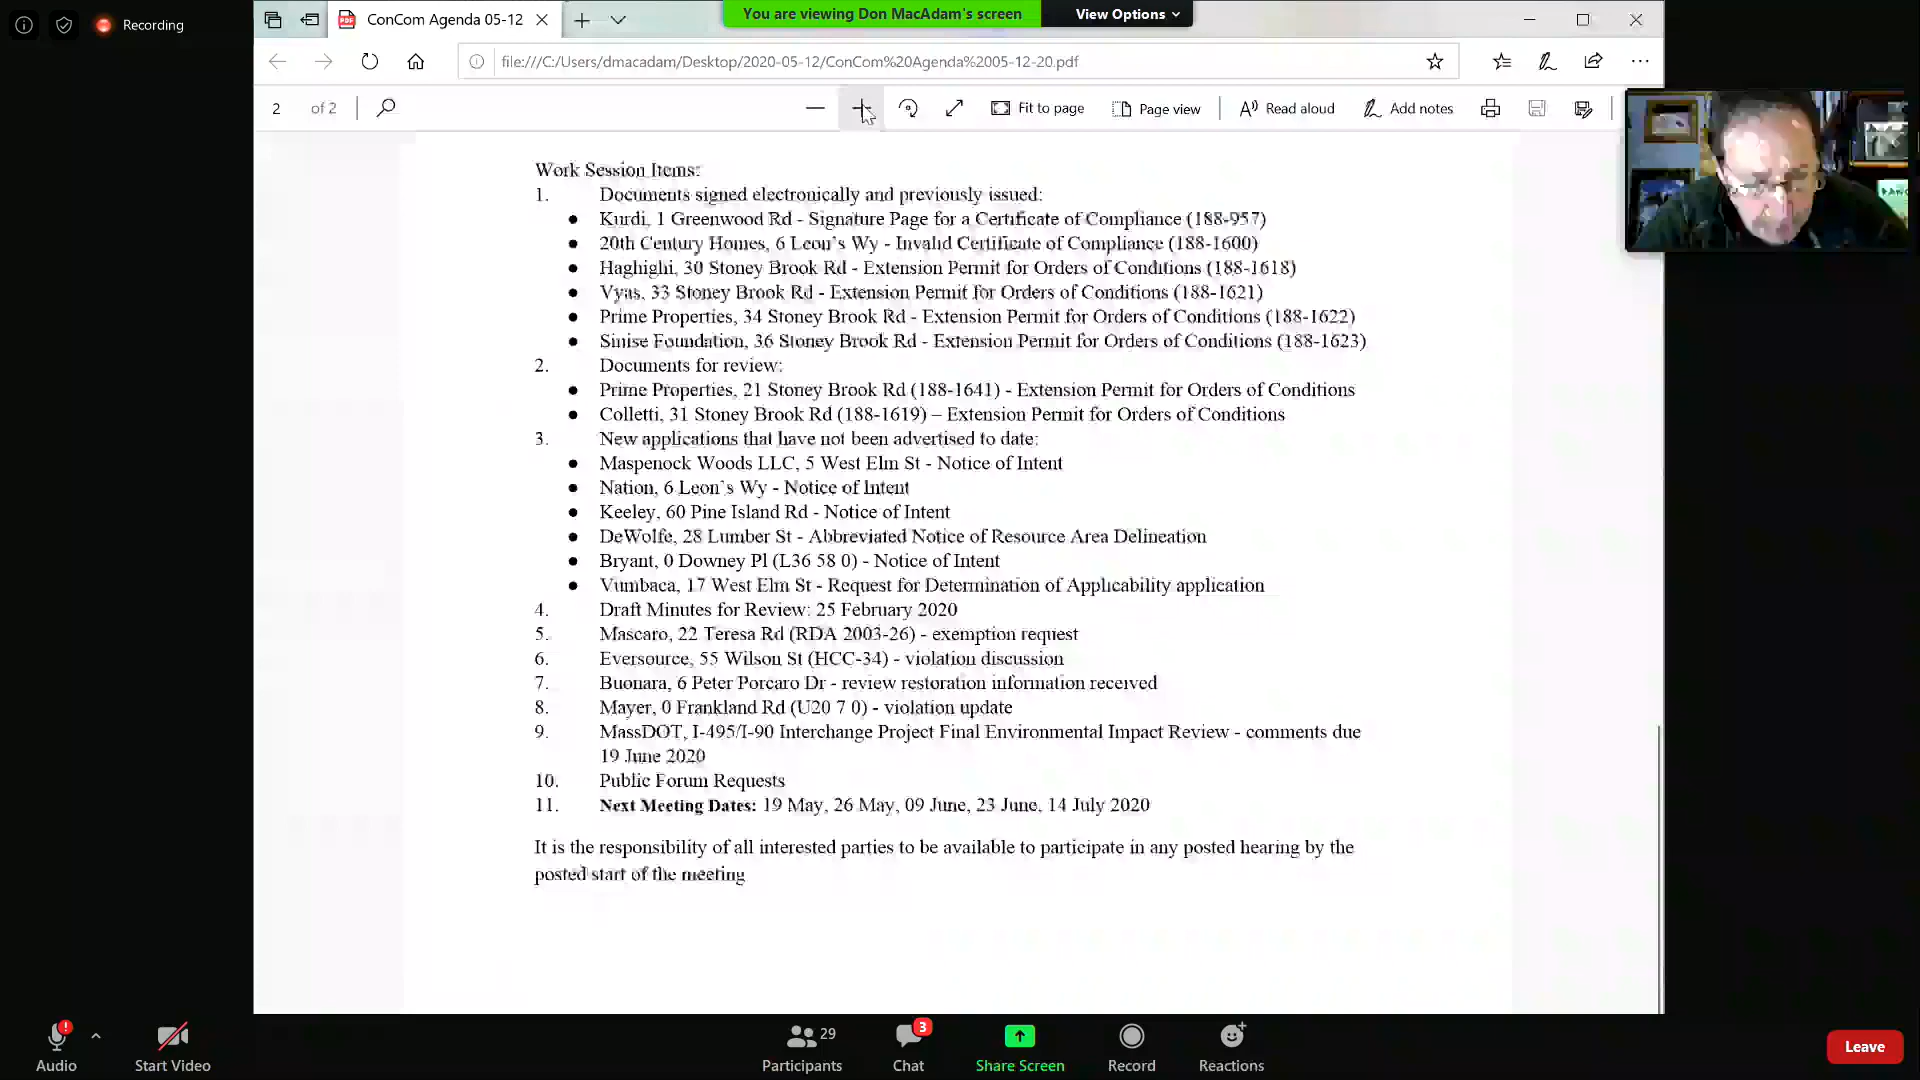 Recording
ConCom Agenda 05-12
You are viewing Don MacAdam's screen
View Options
file:///C:/Users/dmacadam/Desktop/2020-05-12/ConCom%20Agenda%2005-12-20.pdf
2 of 2
Fit to page
Page view
Read aloud
Add notes
Work Session Items:
1. Documents signed electronically and previously issued:
● Kurdi, 1 Greenwood Rd - Signature Page for a Certificate of Compliance (188-957)
● 20th Century Homes, 6 Leon's Wy - Invalid Certificate of Compliance (188-1600)
● Haghighi, 30 Stoney Brook Rd - Extension Permit for Orders of Conditions (188-1618)
● Vyas, 33 Stoney Brook Rd - Extension Permit for Orders of Conditions (188-1621)
● Prime Properties, 34 Stoney Brook Rd - Extension Permit for Orders of Conditions (188-1622)
● Sinise Foundation, 36 Stoney Brook Rd - Extension Permit for Orders of Conditions (188-1623)
2. Documents for review:
● Prime Properties, 21 Stoney Brook Rd (188-1641) - Extension Permit for Orders of Conditions
● Colletti, 31 Stoney Brook Rd (188-1619) – Extension Permit for Orders of Conditions
3. New applications that have not been advertised to date:
● Maspenock Woods LLC, 5 West Elm St - Notice of Intent
● Nation, 6 Leon's Wy - Notice of Intent
● Keeley, 60 Pine Island Rd - Notice of Intent
● DeWolfe, 28 Lumber St - Abbreviated Notice of Resource Area Delineation
● Bryant, 0 Downey Pl (L36 58 0) - Notice of Intent
● Vumbaca, 17 West Elm St - Request for Determination of Applicability application
4. Draft Minutes for Review: 25 February 2020
5. Mascaro, 22 Teresa Rd (RDA 2003-26) - exemption request
6. Eversource, 55 Wilson St (HCC-34) - violation discussion
7. Buonara, 6 Peter Porcaro Dr - review restoration information received
8. Mayer, 0 Frankland Rd (U20 7 0) - violation update
9. MassDOT, I-495/I-90 Interchange Project Final Environmental Impact Review - comments due
19 June 2020
10. Public Forum Requests
11. Next Meeting Dates: 19 May, 26 May, 09 June, 23 June, 14 July 2020
It is the responsibility of all interested parties to be available to participate in any posted hearing by the
posted start of the meeting
Audio
Start Video
29
Participants
3
Chat
Share Screen
Record
Reactions
Leave